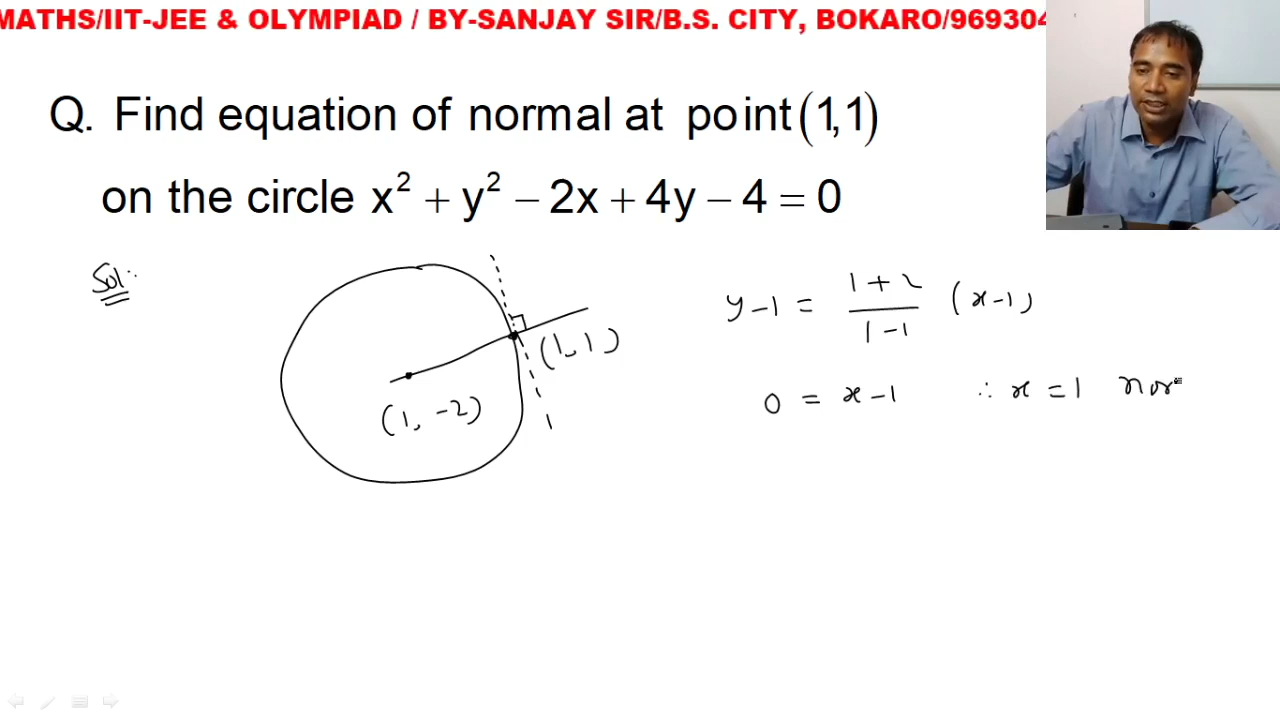 MATHS/IIT-JEE & OLYMPIAD / BY-SANJAY SIR/B.S. CITY, BOKARO/969304
Q. Find equation of normal at point (1,1)
on the circle x² + y² − 2x + 4y − 4 = 0
Sol:
(1, 1)
(1, -2)
y-1 = (1+2)/(1-1) (x-1)
0 = x-1 ∴ x = 1 nor